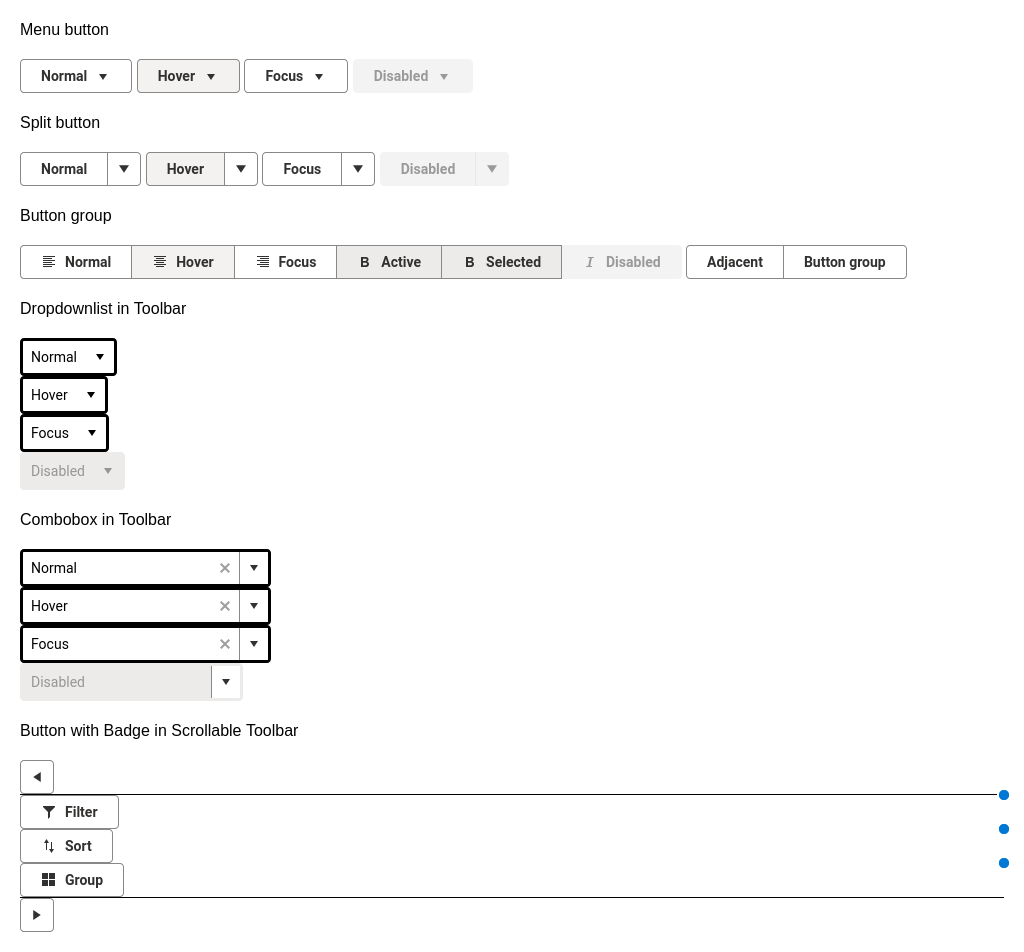 Menu button
Normal Hover Focus Disabled
Split button
Normal Hover Focus Disabled
Button group
Normal Hover Focus B Active B Selected I Disabled Adjacent Button group
Dropdownlist in Toolbar
Normal
Hover
Focus
Disabled
Combobox in Toolbar
Normal
Hover
Focus
Disabled
Button with Badge in Scrollable Toolbar
Filter
Sort
Group